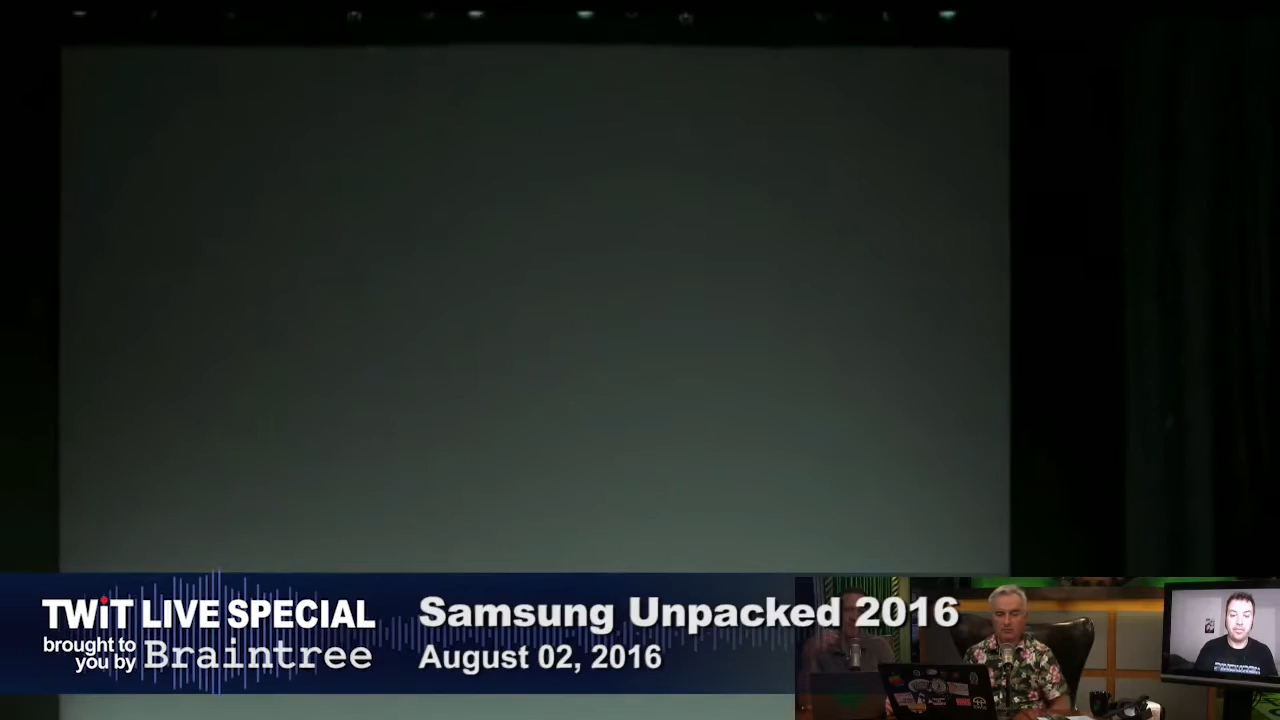 TWiT LIVE SPECIAL
brought to
you by Braintree
Samsung Unpacked 2016
August 02, 2016